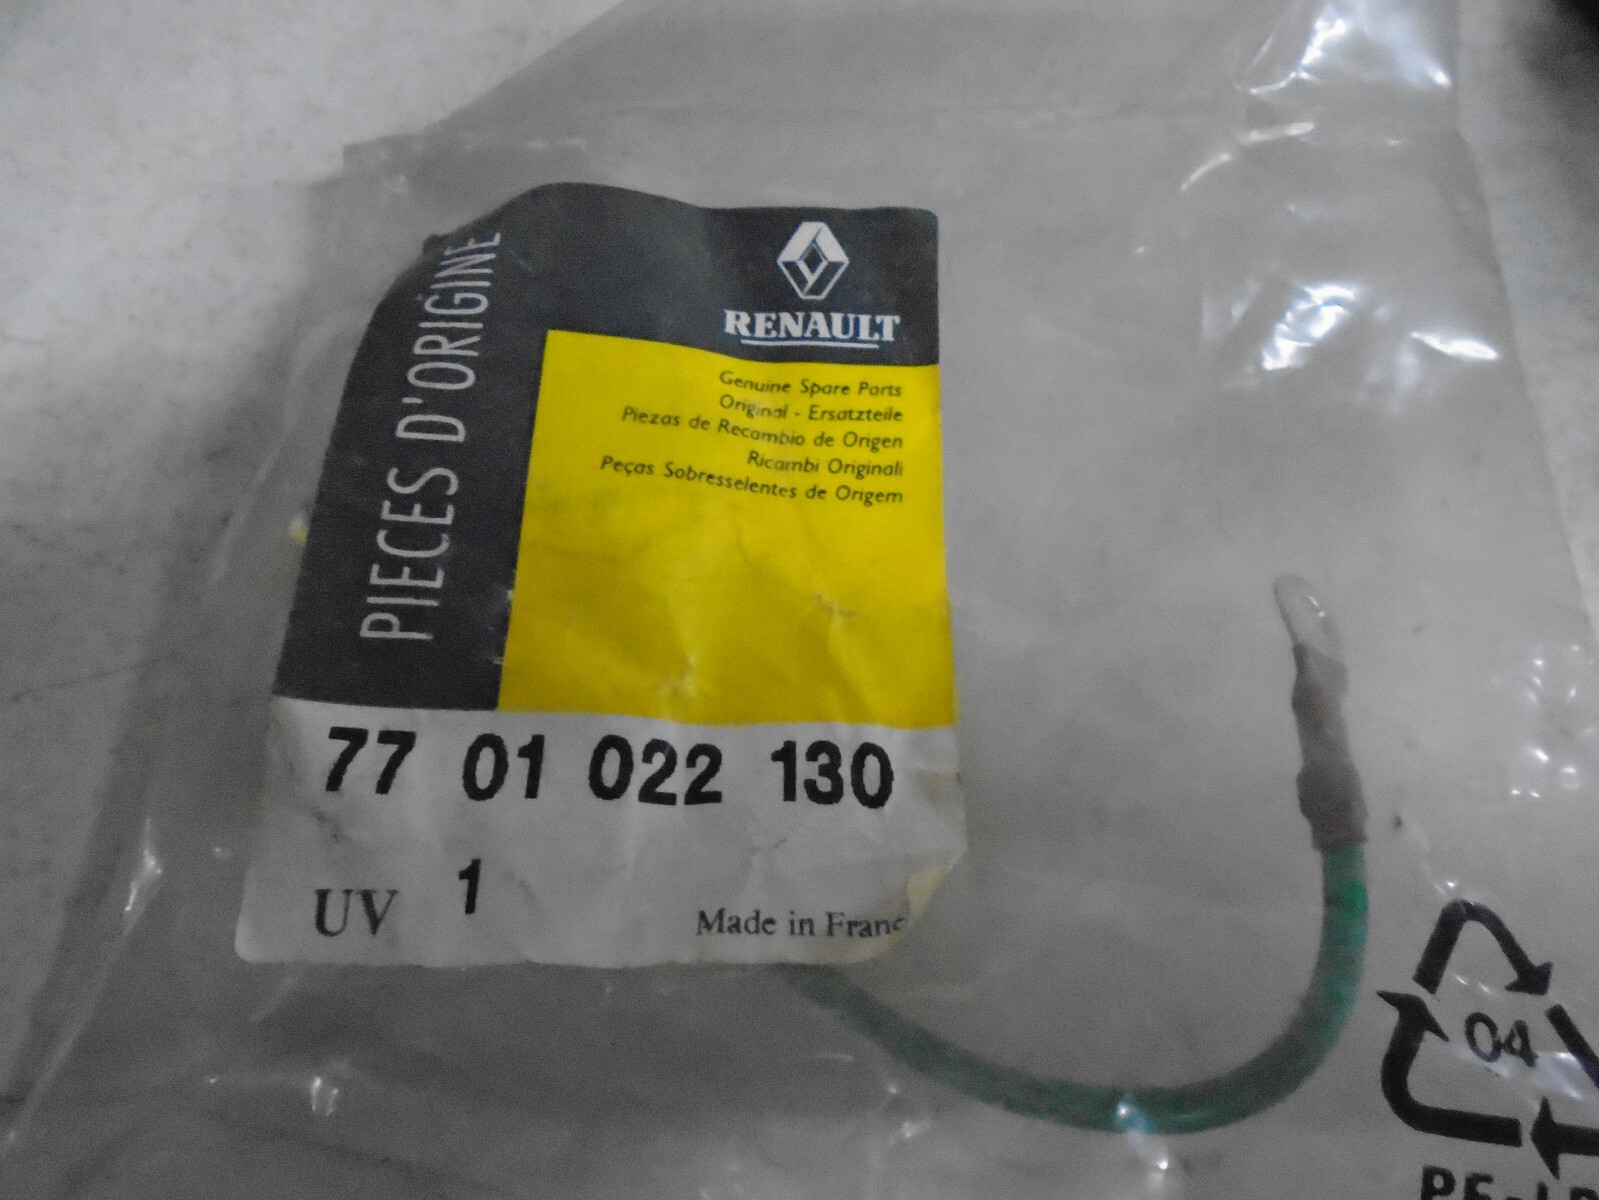 PIECES D'ORIGINE
RENAULT
Genuine Spare Parts
Original - Ersatzteile
Piezas de Recambio de Origen
Ricambi Originali
Peças Sobresselentes de Origem
77 01 022 130
UV 1
Made in Franc
04